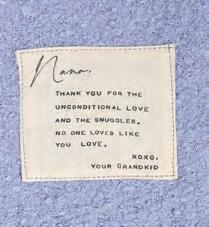 Nana,
THANK YOU FOR THE
UNCONDITIONAL LOVE
AND THE SNUGGLES.
NO ONE LOVES LIKE
YOU LOVE.
XOXO,
YOUR GRANDKID